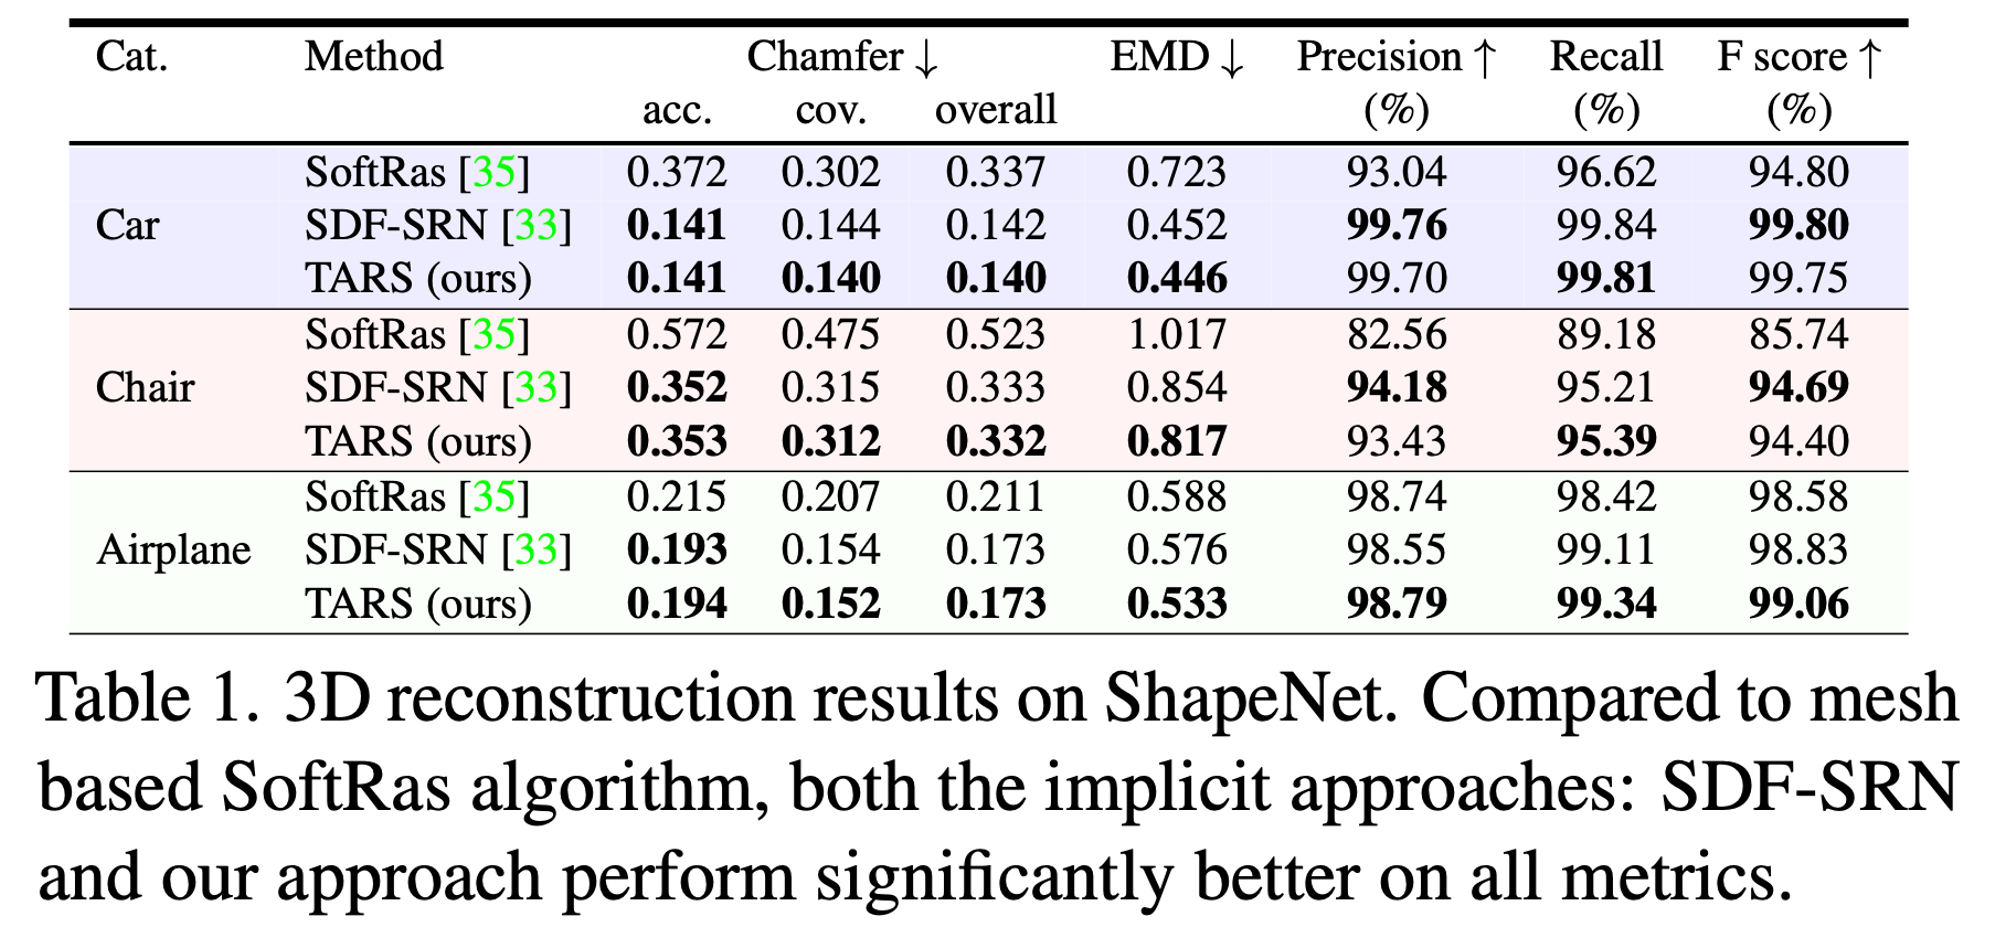 Cat. Method Chamfer ↓ EMD ↓ Precision ↑ Recall F score ↑
acc. cov. overall (%) (%) (%)
SoftRas [35] 0.372 0.302 0.337 0.723 93.04 96.62 94.80
Car SDF-SRN [33] 0.141 0.144 0.142 0.452 99.76 99.84 99.80
TARS (ours) 0.141 0.140 0.140 0.446 99.70 99.81 99.75
SoftRas [35] 0.572 0.475 0.523 1.017 82.56 89.18 85.74
Chair SDF-SRN [33] 0.352 0.315 0.333 0.854 94.18 95.21 94.69
TARS (ours) 0.353 0.312 0.332 0.817 93.43 95.39 94.40
SoftRas [35] 0.215 0.207 0.211 0.588 98.74 98.42 98.58
Airplane SDF-SRN [33] 0.193 0.154 0.173 0.576 98.55 99.11 98.83
TARS (ours) 0.194 0.152 0.173 0.533 98.79 99.34 99.06
Table 1. 3D reconstruction results on ShapeNet. Compared to mesh
based SoftRas algorithm, both the implicit approaches: SDF-SRN
and our approach perform significantly better on all metrics.